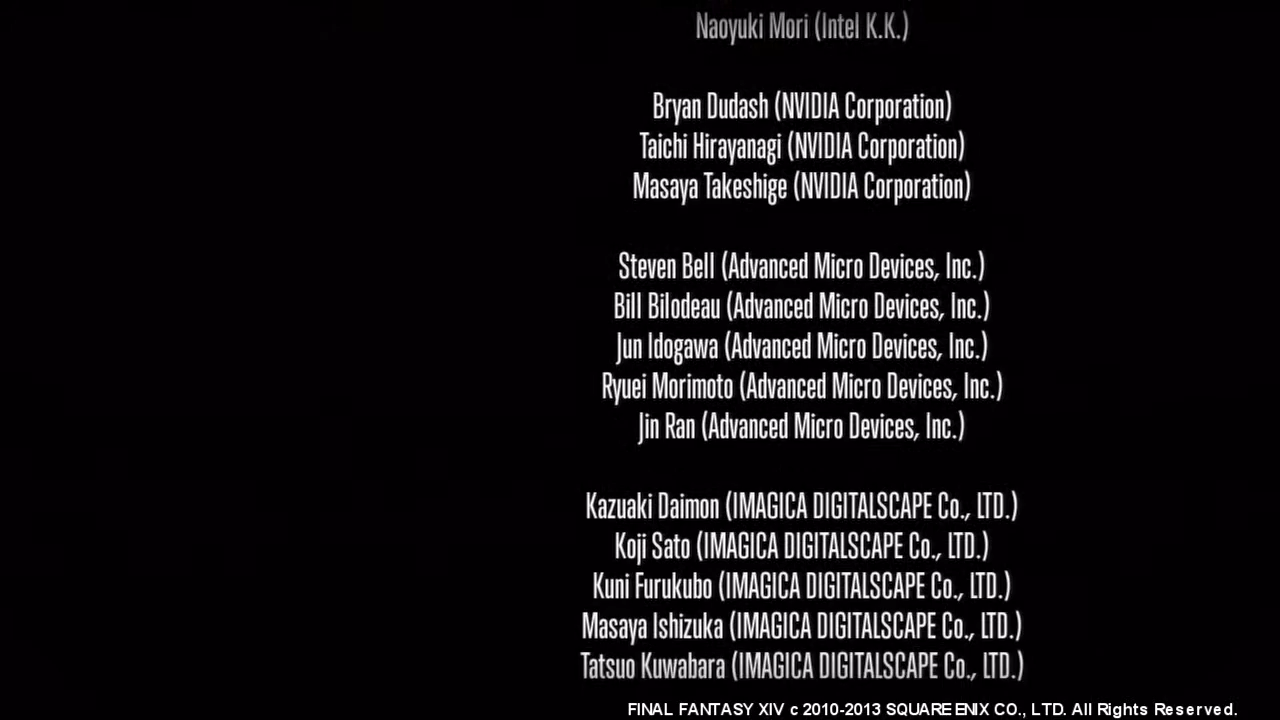 Naoyuki Mori (Intel K.K.)
Bryan Dudash (NVIDIA Corporation)
Taichi Hirayanagi (NVIDIA Corporation)
Masaya Takeshige (NVIDIA Corporation)
Steven Bell (Advanced Micro Devices, Inc.)
Bill Bilodeau (Advanced Micro Devices, Inc.)
Jun Idogawa (Advanced Micro Devices, Inc.)
Ryuei Morimoto (Advanced Micro Devices, Inc.)
Jin Ran (Advanced Micro Devices, Inc.)
Kazuaki Daimon (IMAGICA DIGITALSCAPE Co., LTD.)
Koji Sato (IMAGICA DIGITALSCAPE Co., LTD.)
Kuni Furukubo (IMAGICA DIGITALSCAPE Co., LTD.)
Masaya Ishizuka (IMAGICA DIGITALSCAPE Co., LTD.)
Tatsuo Kuwabara (IMAGICA DIGITALSCAPE Co., LTD.)
FINAL FANTASY XIV c 2010-2013 SQUARE ENIX CO., LTD. All Rights Reserved.